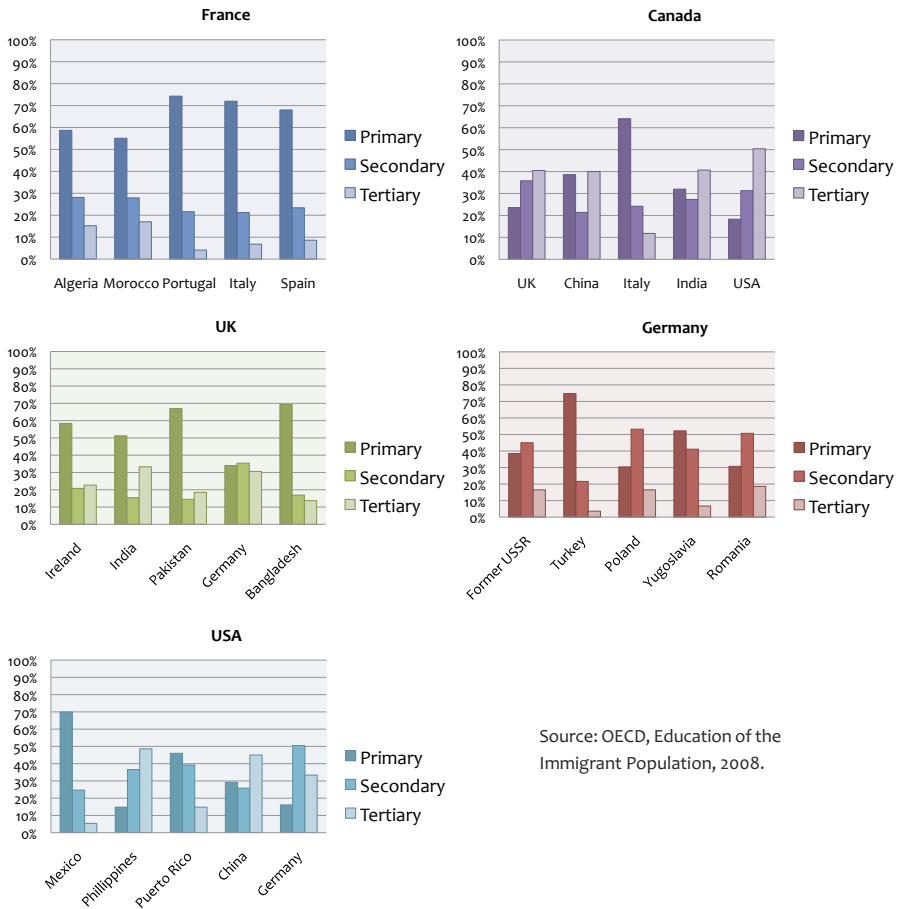 France
100%
90%
80%
70%
60%
50%
40%
30%
20%
10%
0%
Algeria Morocco Portugal Italy Spain
Primary
Secondary
Tertiary
Canada
100%
90%
80%
70%
60%
50%
40%
30%
20%
10%
0%
UK China Italy India USA
Primary
Secondary
Tertiary
UK
100%
90%
80%
70%
60%
50%
40%
30%
20%
10%
0%
Ireland India Pakistan Germany Bangladesh
Primary
Secondary
Tertiary
Germany
100%
90%
80%
70%
60%
50%
40%
30%
20%
10%
0%
Former USSR Turkey Poland Yugoslavia Romania
Primary
Secondary
Tertiary
USA
100%
90%
80%
70%
60%
50%
40%
30%
20%
10%
0%
Mexico Phillippines Puerto Rico China Germany
Primary
Secondary
Tertiary
Source: OECD, Education of the
Immigrant Population, 2008.